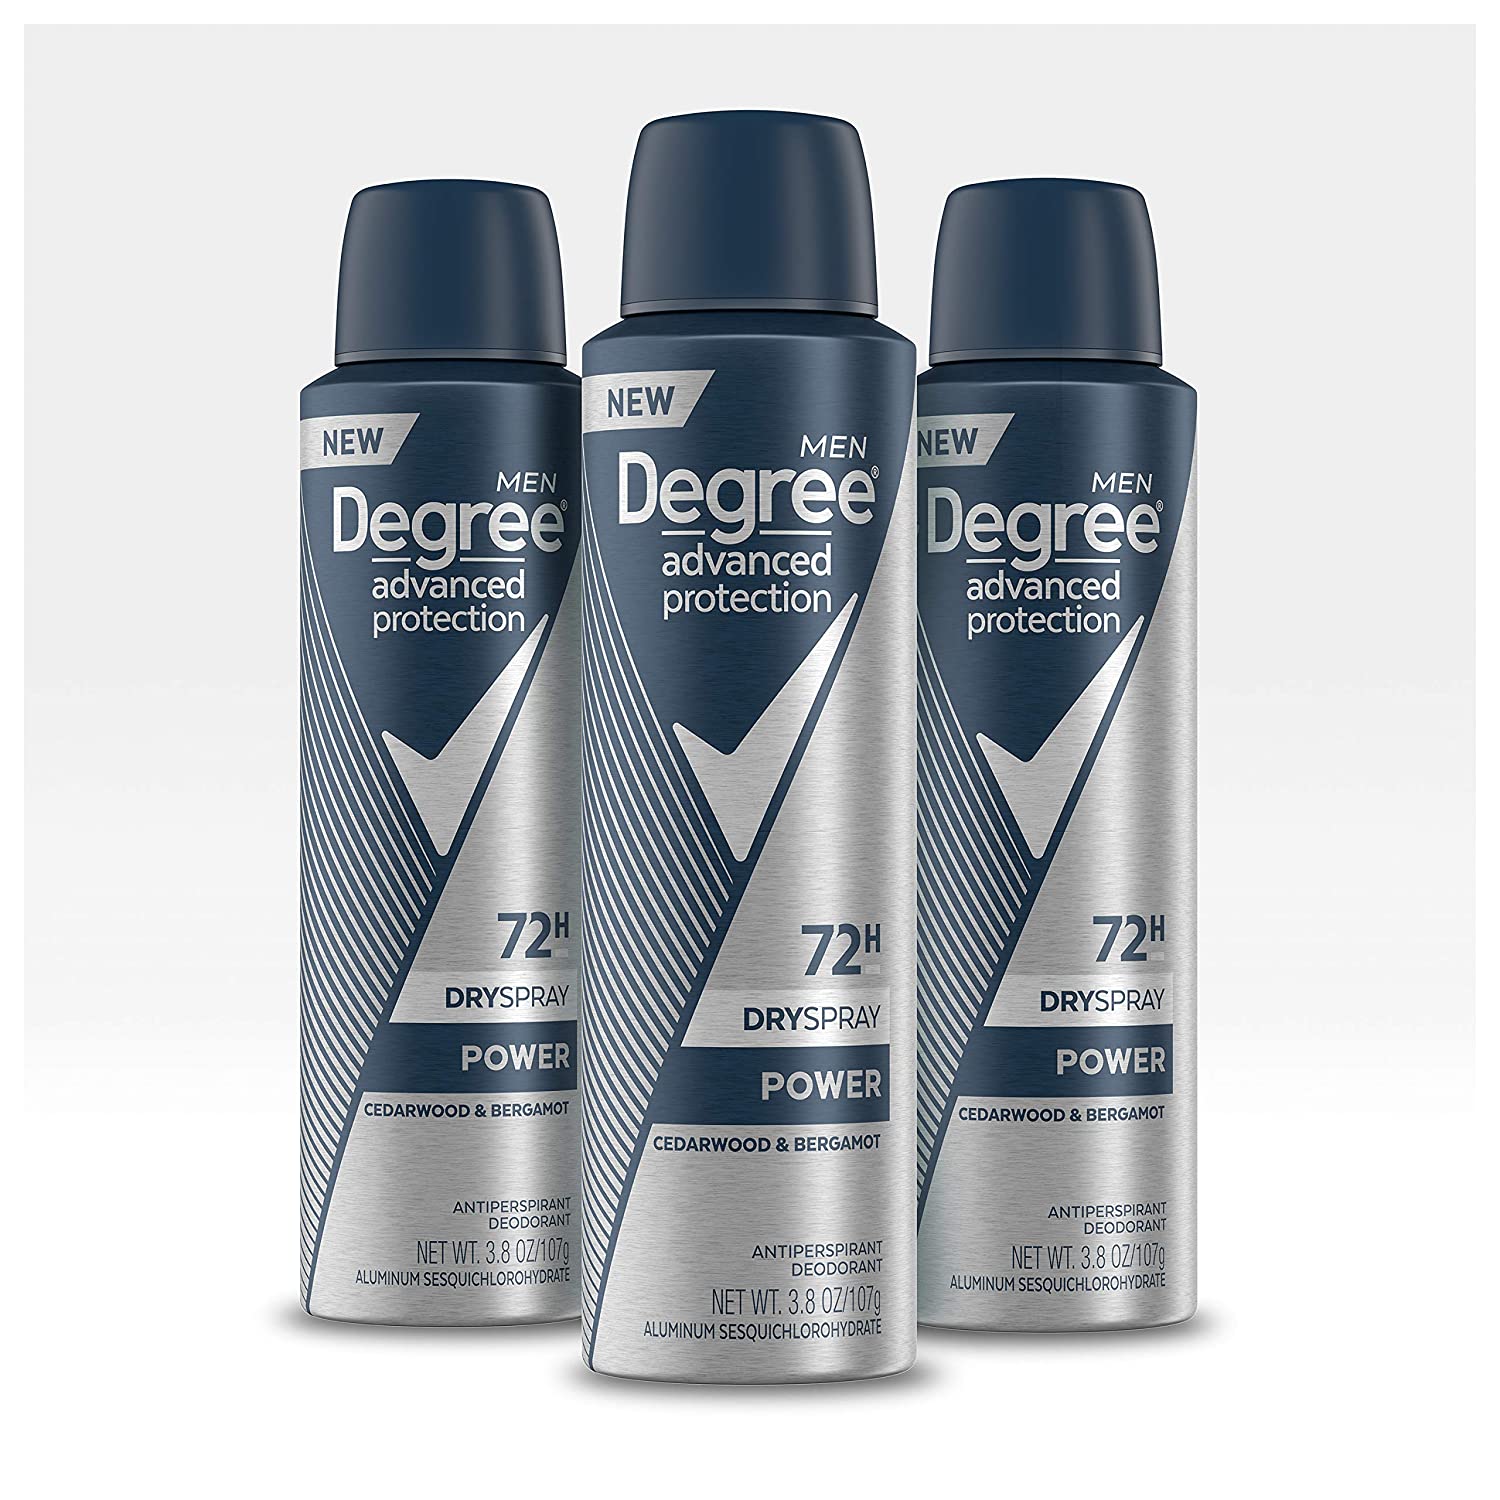 NEW
MEN
Degree®
advanced
protection
72H
DRYSPRAY
POWER
CEDARWOOD & BERGAMOT
ANTIPERSPIRANT
DEODORANT
NET WT. 3.8 OZ/107g
ALUMINUM SESQUICHLOROHYDRATE
NEW
MEN
Degree®
advanced
protection
72H
DRYSPRAY
POWER
CEDARWOOD & BERGAMOT
ANTIPERSPIRANT
DEODORANT
NET WT. 3.8 OZ/107g
ALUMINUM SESQUICHLOROHYDRATE
NEW
MEN
Degree®
advanced
protection
72H
DRYSPRAY
POWER
CEDARWOOD & BERGAMOT
ANTIPERSPIRANT
DEODORANT
NET WT. 3.8 OZ/107g
ALUMINUM SESQUICHLOROHYDRATE